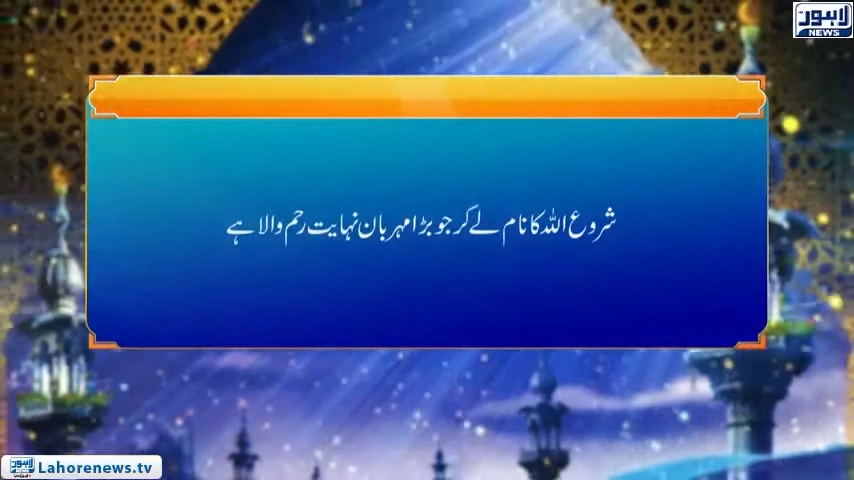 لاہور
NEWS
شروع اللہ کا نام لے کر جو بڑا مہربان نہایت رحم والا ہے
لاہور
Lahorenews.tv